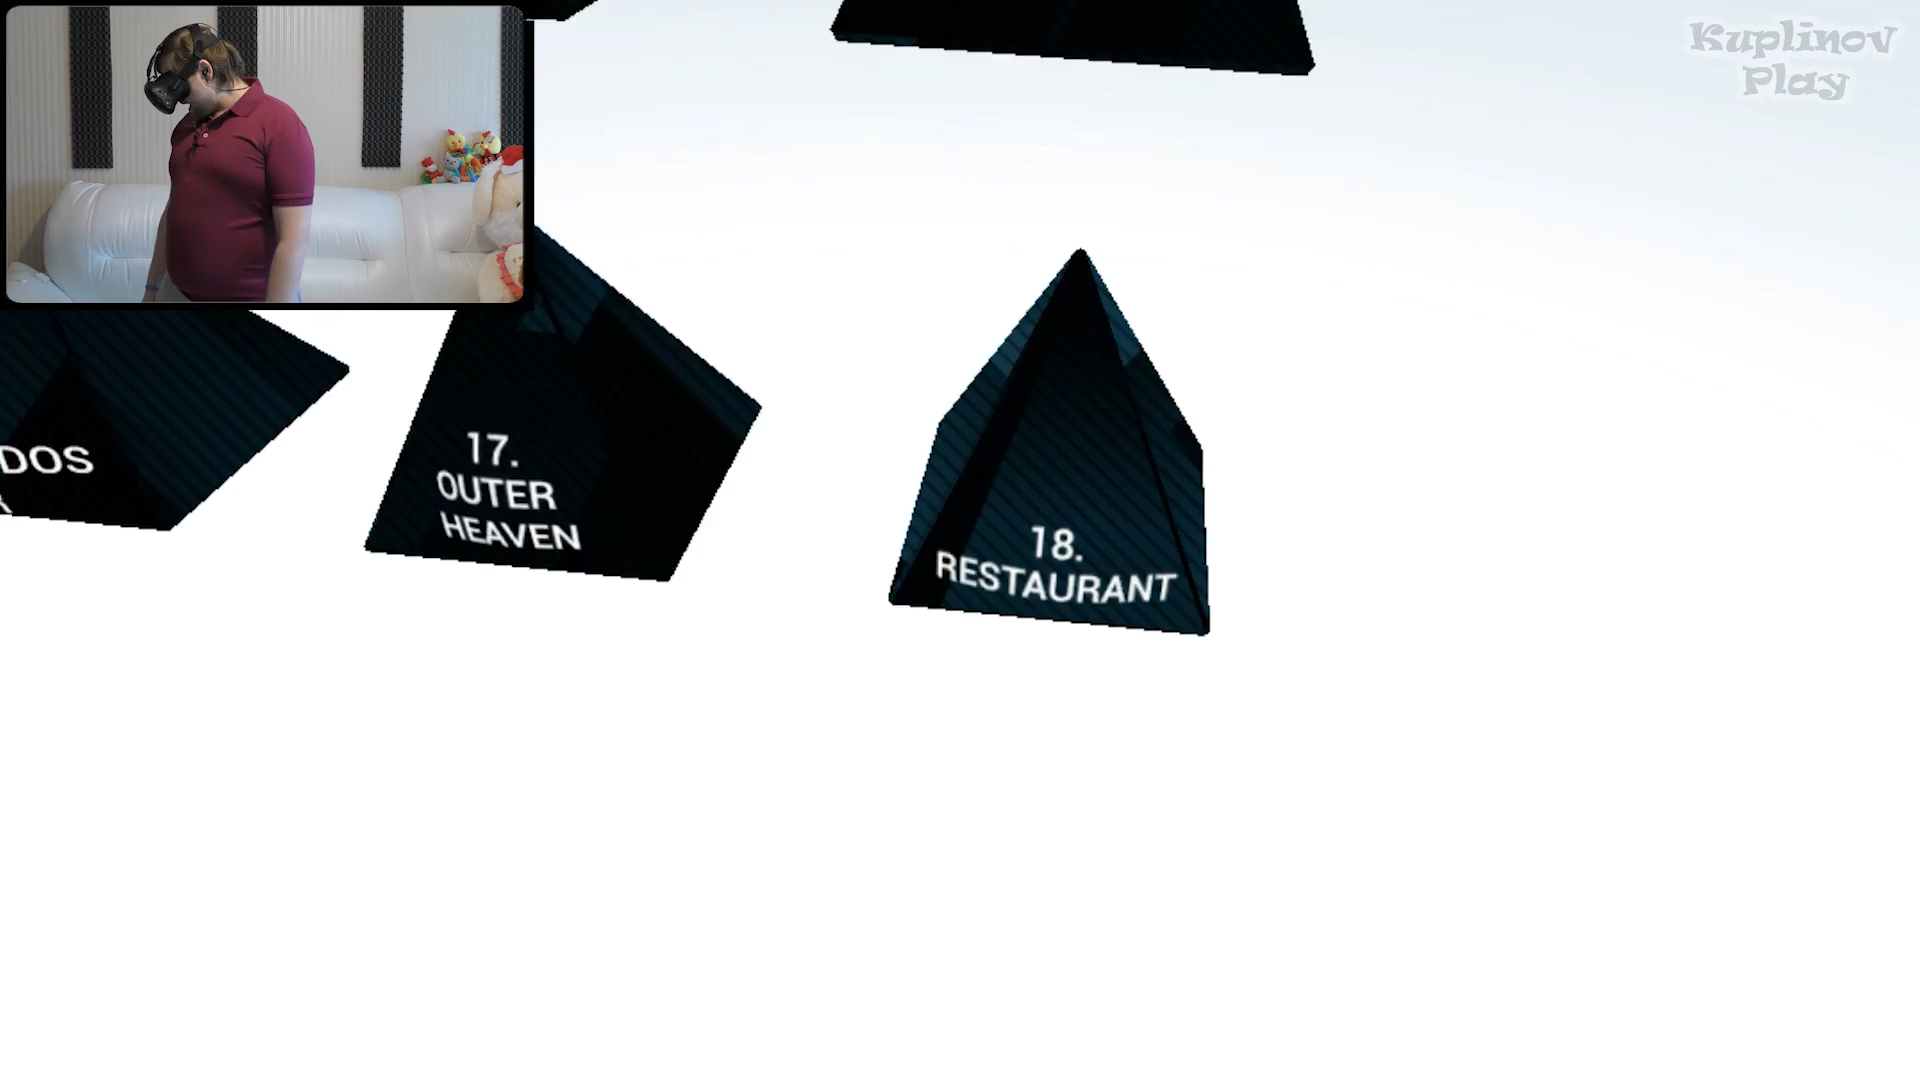 Kuplinov
Play
DOS
17.
OUTER
HEAVEN
18.
RESTAURANT